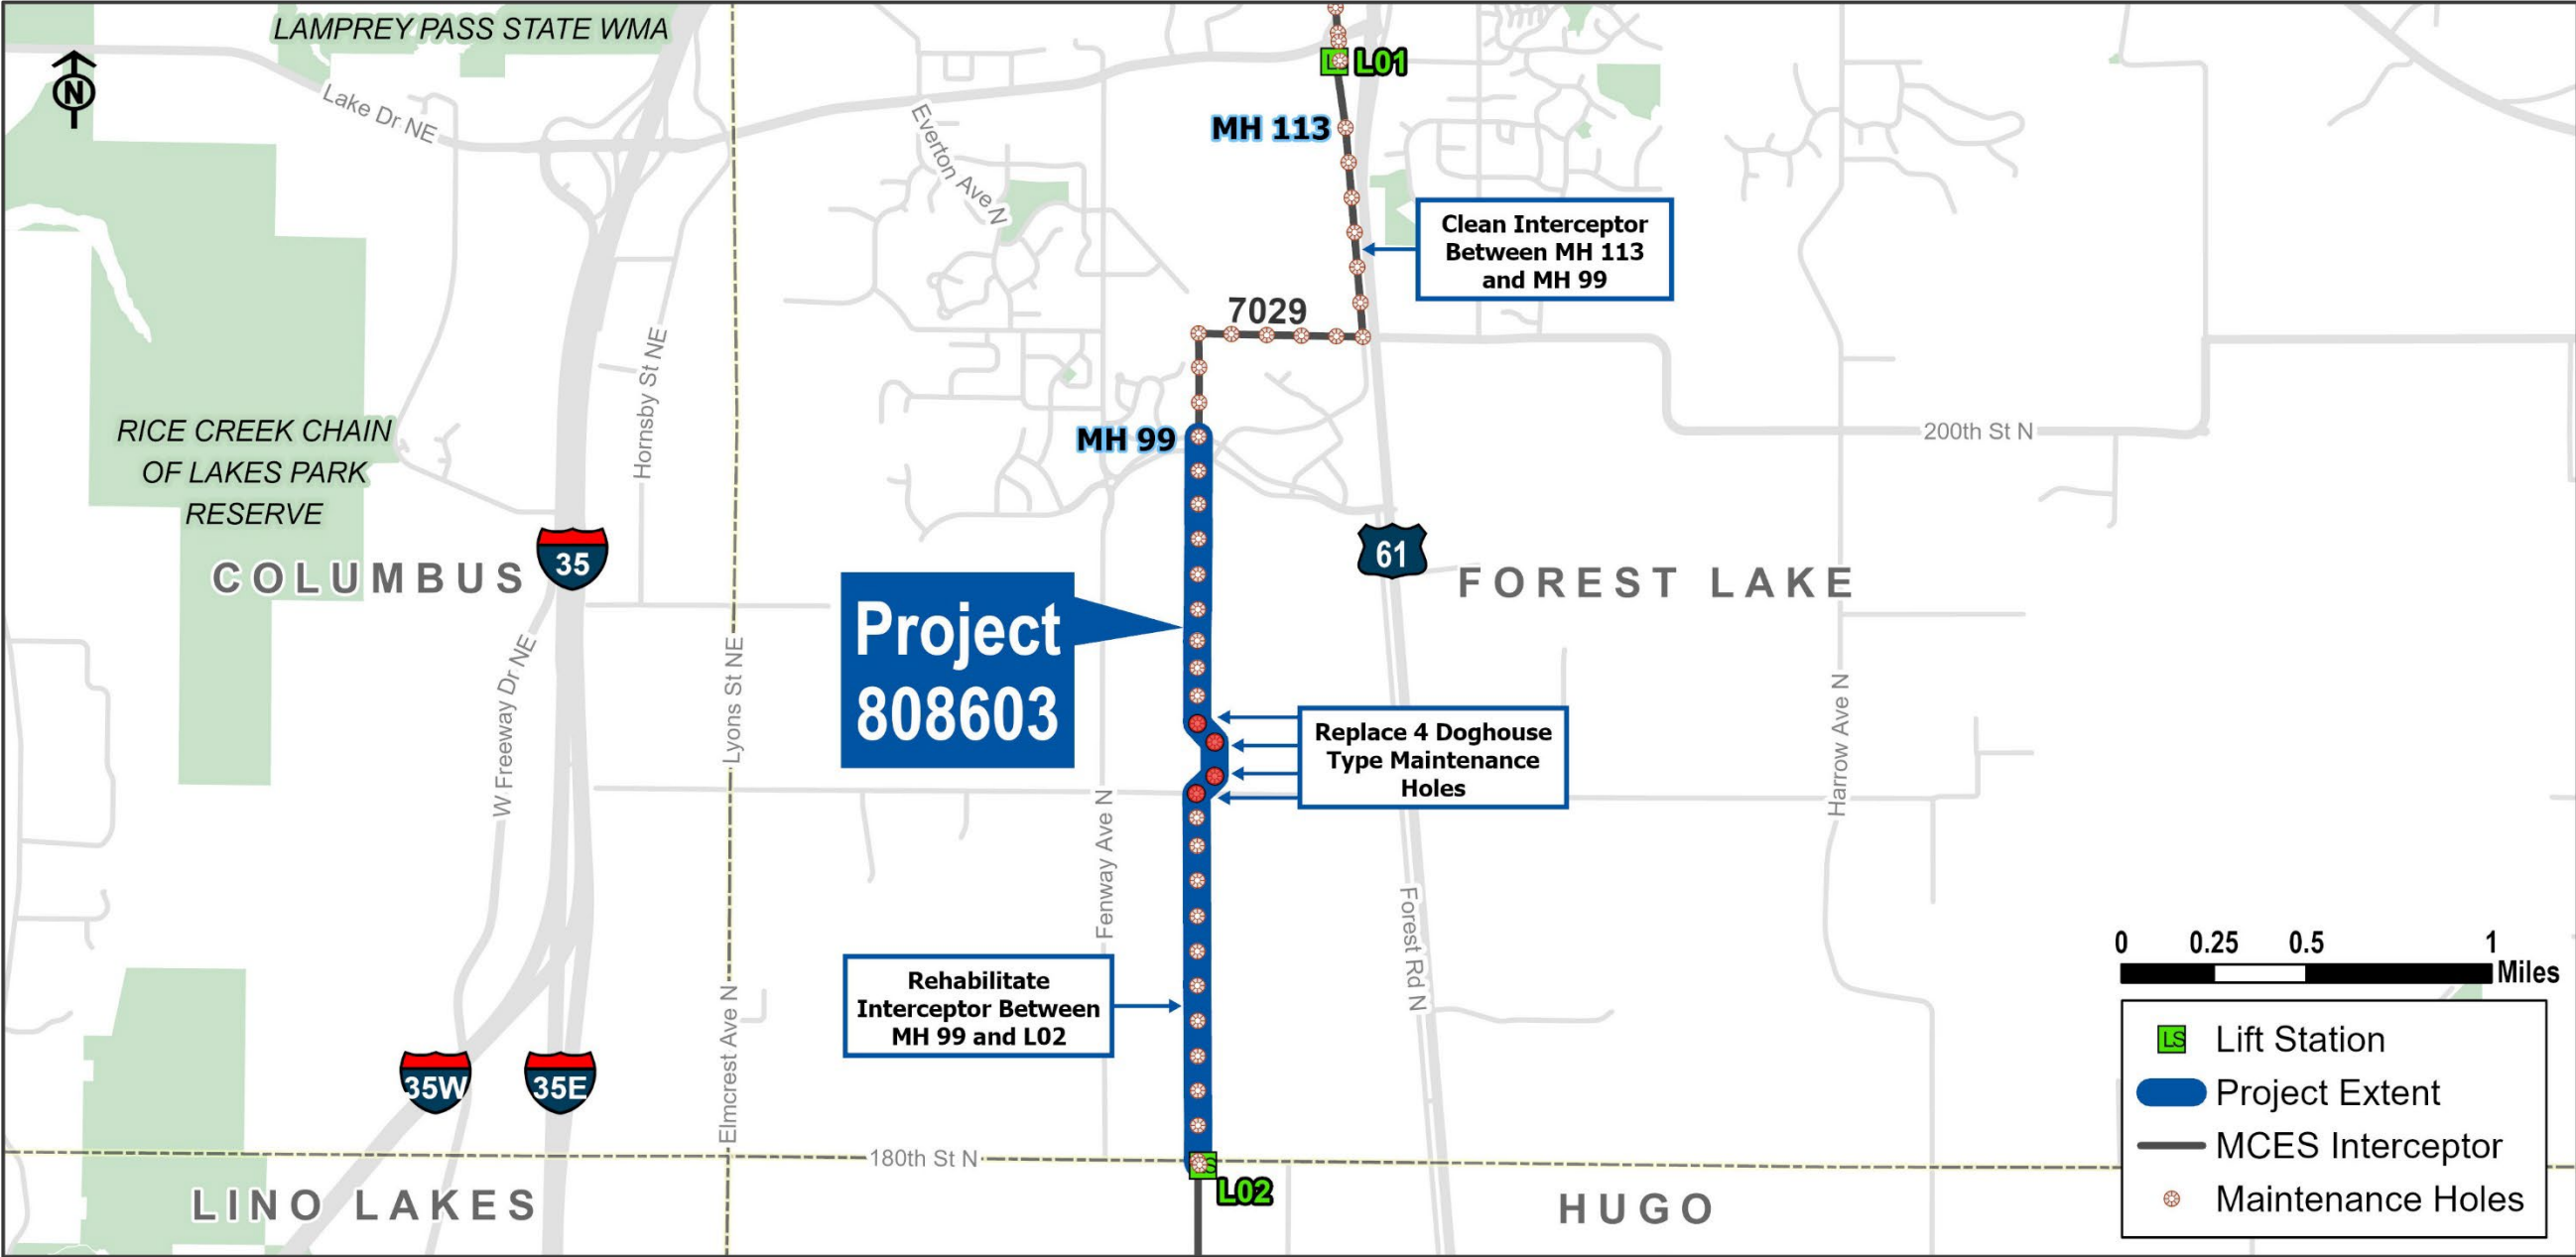 LAMPREY PASS STATE WMA
N
Lake Dr NE
Everton Ave N
L01
MH 113
Clean Interceptor
Between MH 113
and MH 99
7029
Hornsby St NE
RICE CREEK CHAIN
OF LAKES PARK
RESERVE
MH 99
200th St N
COLUMBUS
35
61
FOREST LAKE
Project
808603
W Freeway Dr NE
Lyons St NE
Replace 4 Doghouse
Type Maintenance
Holes
Harrow Ave N
Fenway Ave N
Forest Rd N
Rehabilitate
Interceptor Between
MH 99 and L02
Elmcrest Ave N
35W
35E
180th St N
L02
LINO LAKES
HUGO
0 0.25 0.5 1
Miles
LS Lift Station
Project Extent
MCES Interceptor
Maintenance Holes